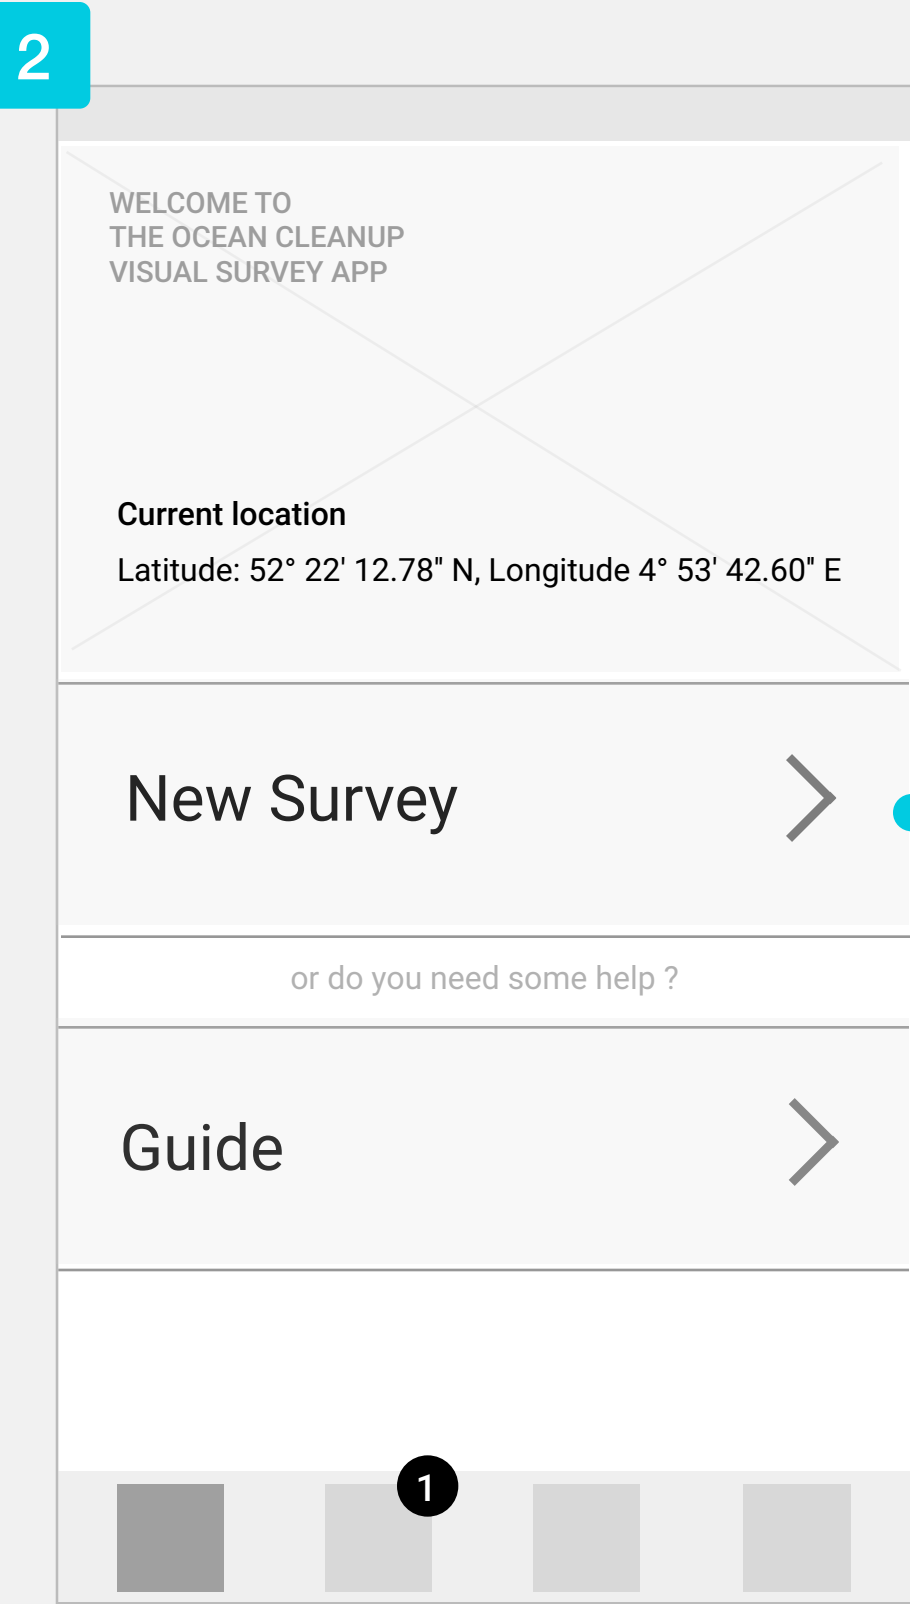 2
WELCOME TO
THE OCEAN CLEANUP
VISUAL SURVEY APP
Current location
Latitude: 52° 22' 12.78" N, Longitude 4° 53' 42.60" E
New Survey
or do you need some help ?
Guide
1